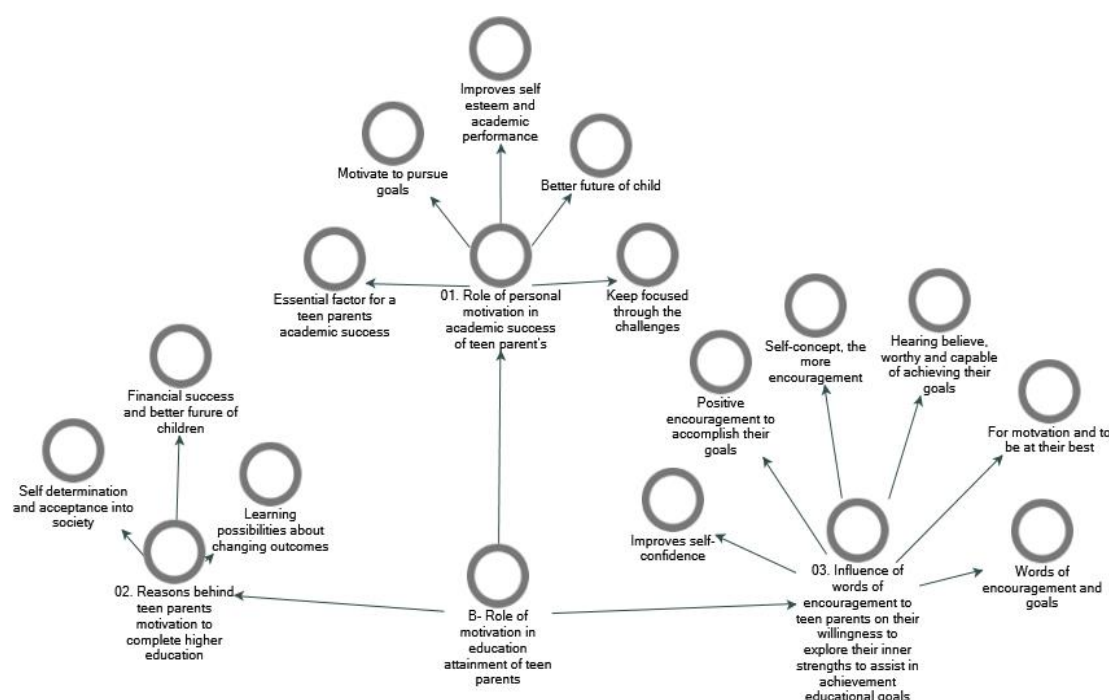 Improves self
esteem and
academic
performance
Motivate to pursue
goals
Better future of child
Essential factor for a
teen parents
academic success
01. Role of personal
motivation in
academic success
of teen parent's
Keep focused
through the
challenges
Financial success
and better furure of
children
Self determination
and acceptance into
society
Learning
possibilities about
changing outcomes
02. Reasons behind
teen parents
motivation to
complete higher
education
B- Role of
motivation in
education
attainment of teen
parents
Self-concept, the
more
encouragement
Hearing believe,
worthy and capable
of achieving their
goals
Positive
encouragement to
accomplish their
goals
For motvation and to
be at their best
Improves self-
confidence
03. Influence of
words of
encouragement to
teen parents on their
willingness to
explore their inner
strengths to assist in
achievement
educational goals
Words of
encouragement and
goals